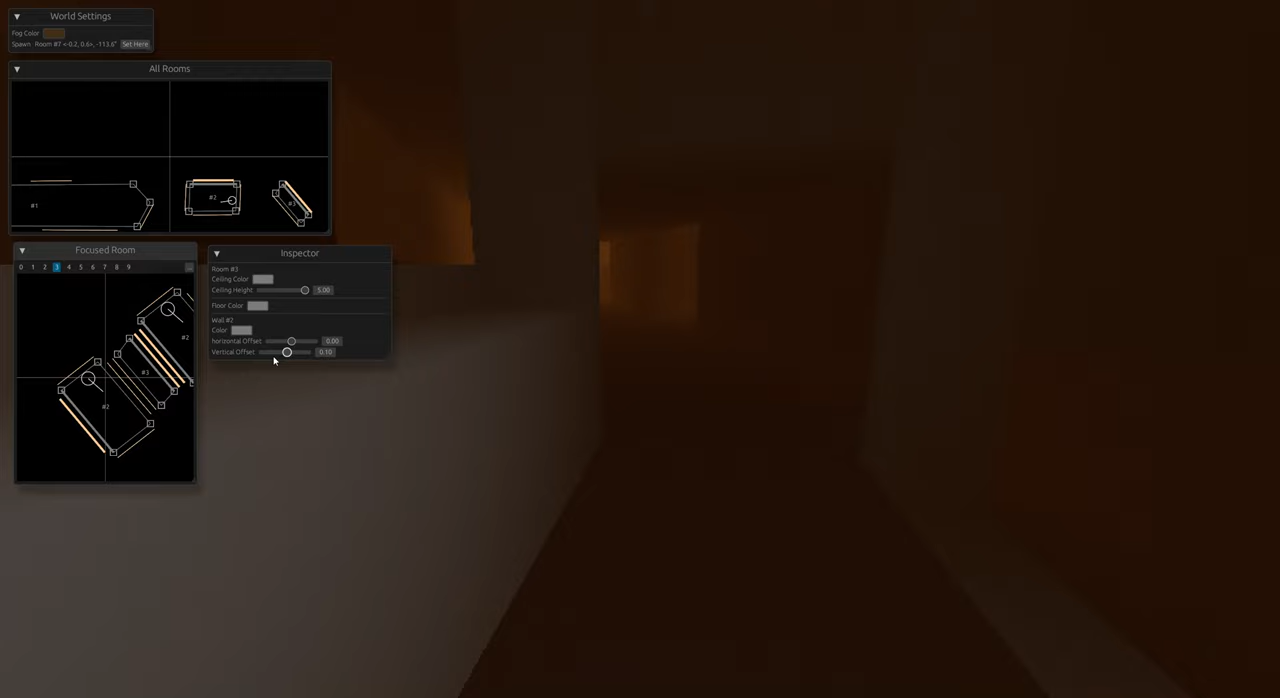 World Settings
Fog Color
Spawn Room #7 <-0.2, 0.6>, -113.6° Set Here
All Rooms
#1
#2
#3
Focused Room
0 1 2 3 4 5 6 7 8 9 ...
#2
#3
#2
Inspector
Room #3
Ceiling Color
Ceiling Height 5.00
Floor Color
Wall #2
Color
horizontal Offset 0.00
Vertical Offset 0.10